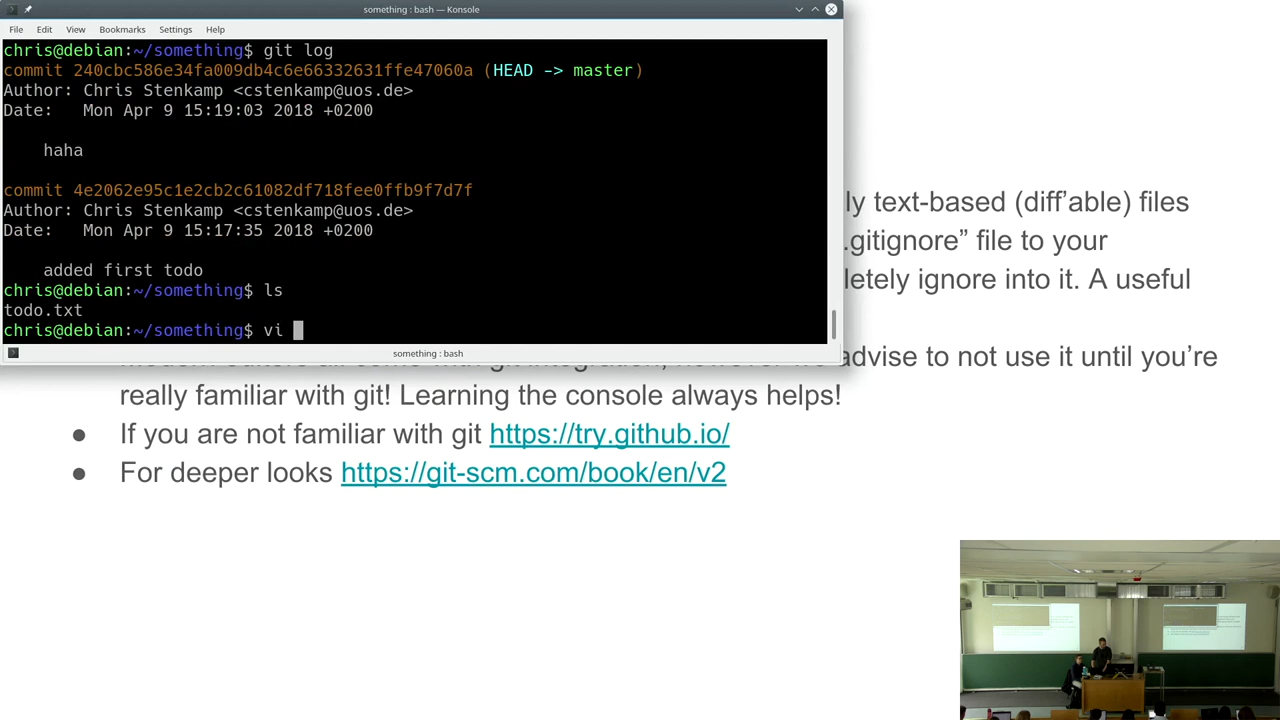 something : bash — Konsole
File Edit View Bookmarks Settings Help
chris@debian:~/something$ git log
commit 240cbc586e34fa009db4c6e66332631ffe47060a (HEAD -> master)
Author: Chris Stenkamp <cstenkamp@uos.de>
Date:   Mon Apr 9 15:19:03 2018 +0200
haha
commit 4e2062e95c1e2cb2c61082df718fee0ffb9f7d7f
Author: Chris Stenkamp <cstenkamp@uos.de>
Date:   Mon Apr 9 15:17:35 2018 +0200
added first todo
chris@debian:~/something$ ls
todo.txt
chris@debian:~/something$ vi
something : bash
ly text-based (diff’able) files
.gitignore” file to your
letely ignore into it. A useful
advise to not use it until you’re
really familiar with git! Learning the console always helps!
● If you are not familiar with git https://try.github.io/
● For deeper looks https://git-scm.com/book/en/v2